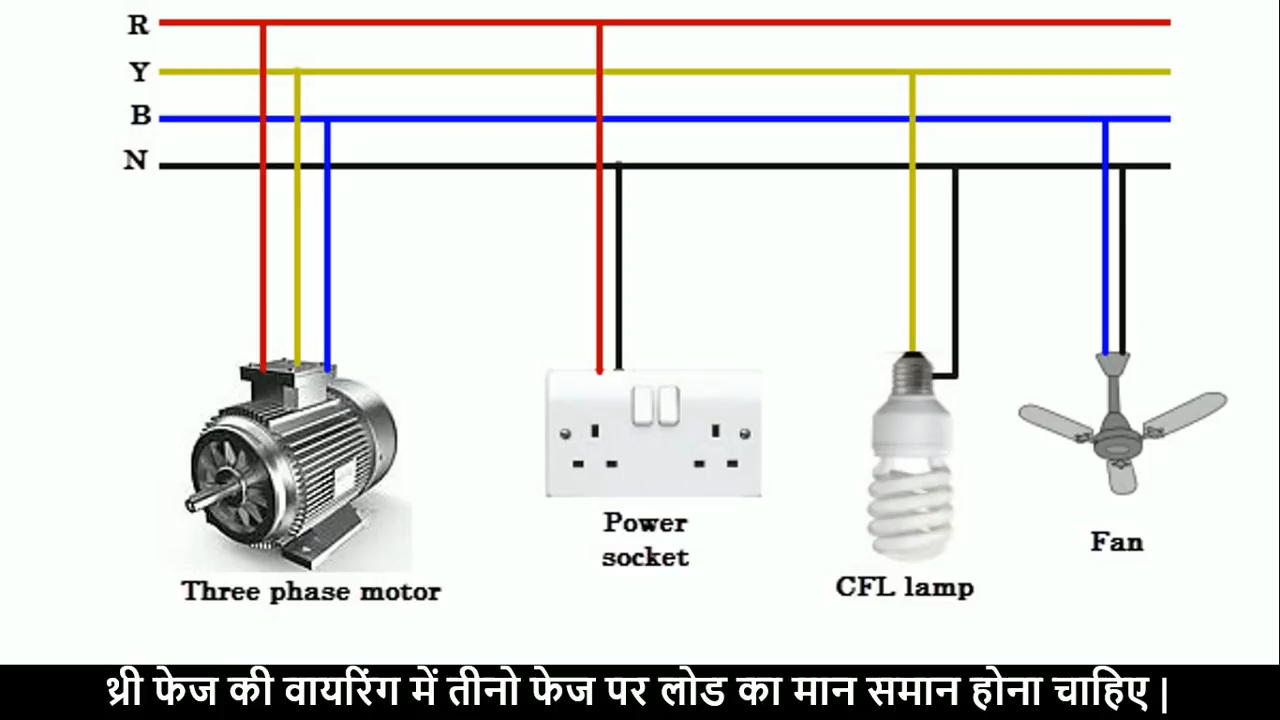 R
Y
B
N
Three phase motor
Power
socket
CFL lamp
Fan
थ्री फेज की वायरिंग में तीनो फेज पर लोड का मान समान होना चाहिए |